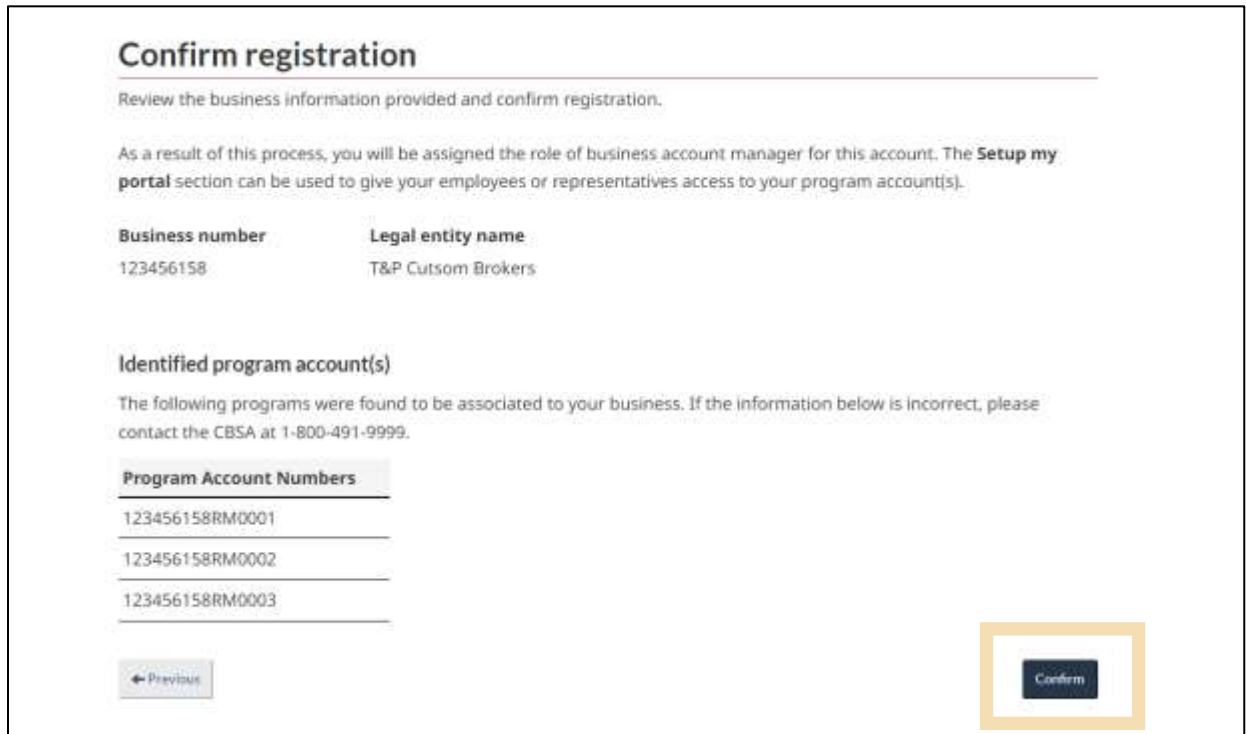 Confirm registration
Review the business information provided and confirm registration.
As a result of this process, you will be assigned the role of business account manager for this account. The Setup my
portal section can be used to give your employees or representatives access to your program account(s).
Business number Legal entity name
123456158 T&P Cutsom Brokers
Identified program account(s)
The following programs were found to be associated to your business. If the information below is incorrect, please
contact the CBSA at 1-800-491-9999.
Program Account Numbers
123456158RM0001
123456158RM0002
123456158RM0003
← Previous Confirm